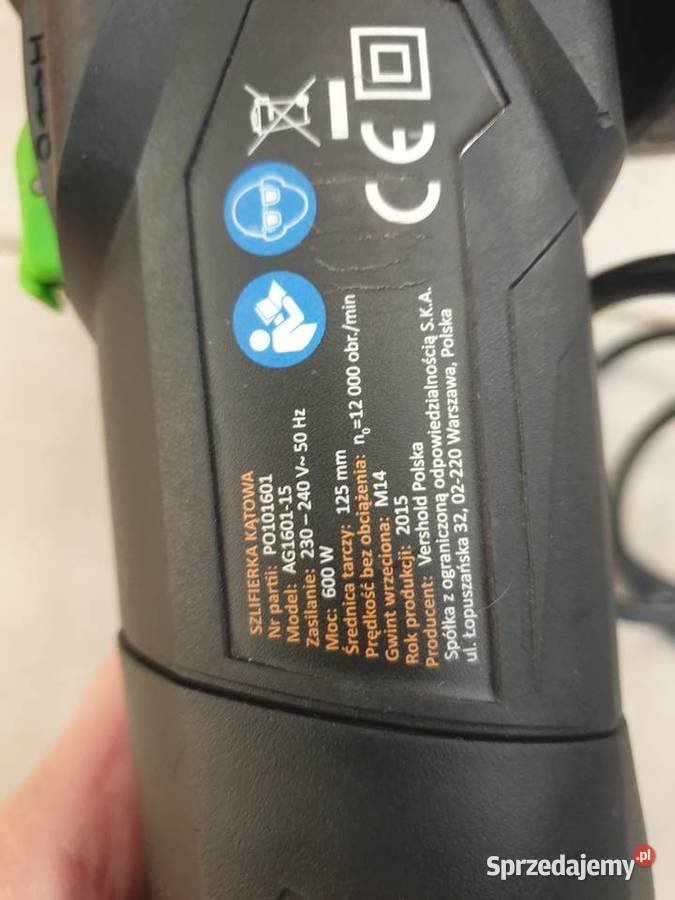 SZLIFIERKA KĄTOWA
Nr partii: PO101601
Model: AG1601-15
Zasilanie: 230 – 240 V~ 50 Hz
Moc: 600 W
Średnica tarczy: 125 mm
Prędkość bez obciążenia: n₀=12 000 obr./min
Gwint wrzeciona: M14
Rok produkcji: 2015
Producent: Vershold Polska
Spółka z ograniczoną odpowiedzialnością S.K.A.
ul. Łopuszańska 32, 02-220 Warszawa, Polska
CE
Sprzedajemy.pl